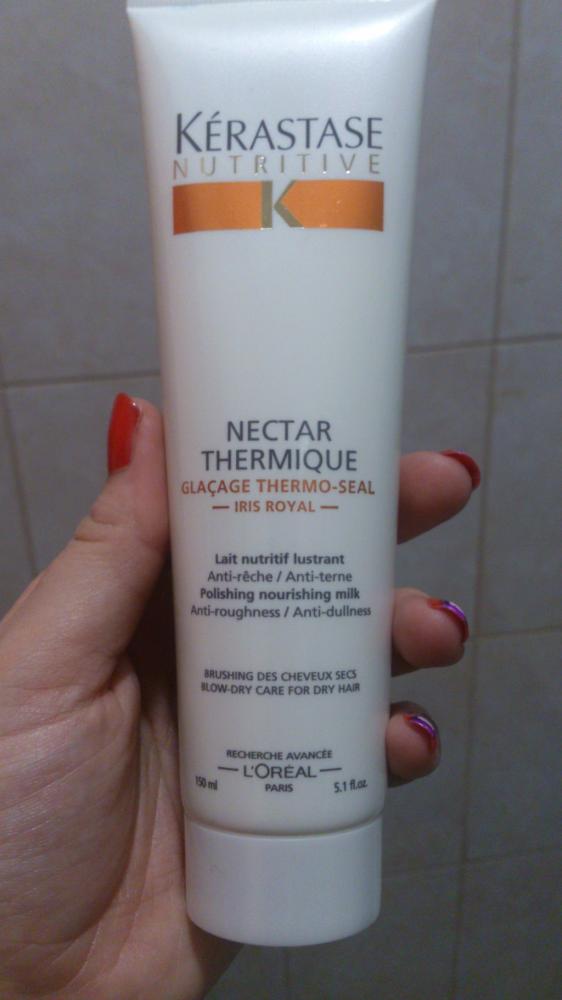 KÉRASTASE
NUTRITIVE
K
NECTAR
THERMIQUE
GLAÇAGE THERMO-SEAL
— IRIS ROYAL —
Lait nutritif lustrant
Anti-rêche / Anti-terne
Polishing nourishing milk
Anti-roughness / Anti-dullness
BRUSHING DES CHEVEUX SECS
BLOW-DRY CARE FOR DRY HAIR
RECHERCHE AVANCÉE
— L'ORÉAL —
150 ml PARIS 5.1 fl.oz.